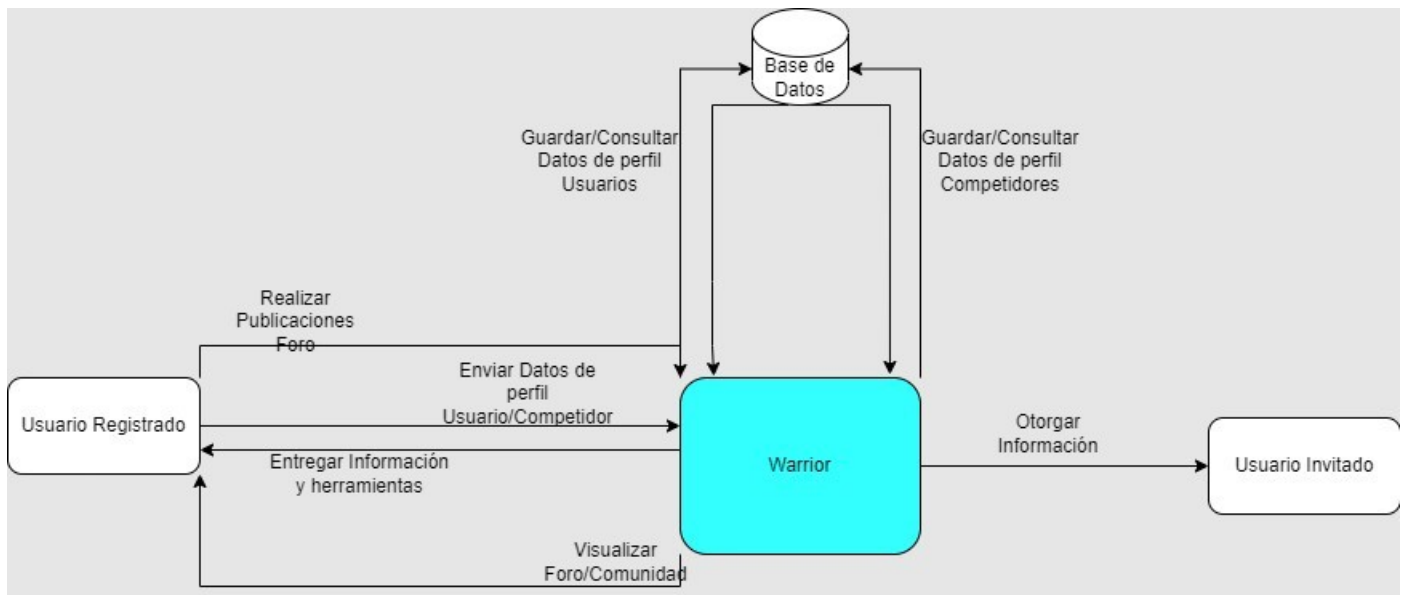 Base de
Datos
Guardar/Consultar
Datos de perfil
Usuarios
Guardar/Consultar
Datos de perfil
Competidores
Realizar
Publicaciones
Foro
Enviar Datos de
perfil
Usuario/Competidor
Usuario Registrado
Entregar Información
y herramientas
Warrior
Otorgar
Información
Usuario Invitado
Visualizar
Foro/Comunidad